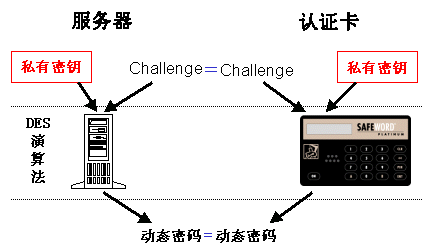 服务器
认证卡
私有密钥
Challenge＝Challenge
私有密钥
DES
演
算
法
SAFEWORD
PLATINUM
动态密码=动态密码